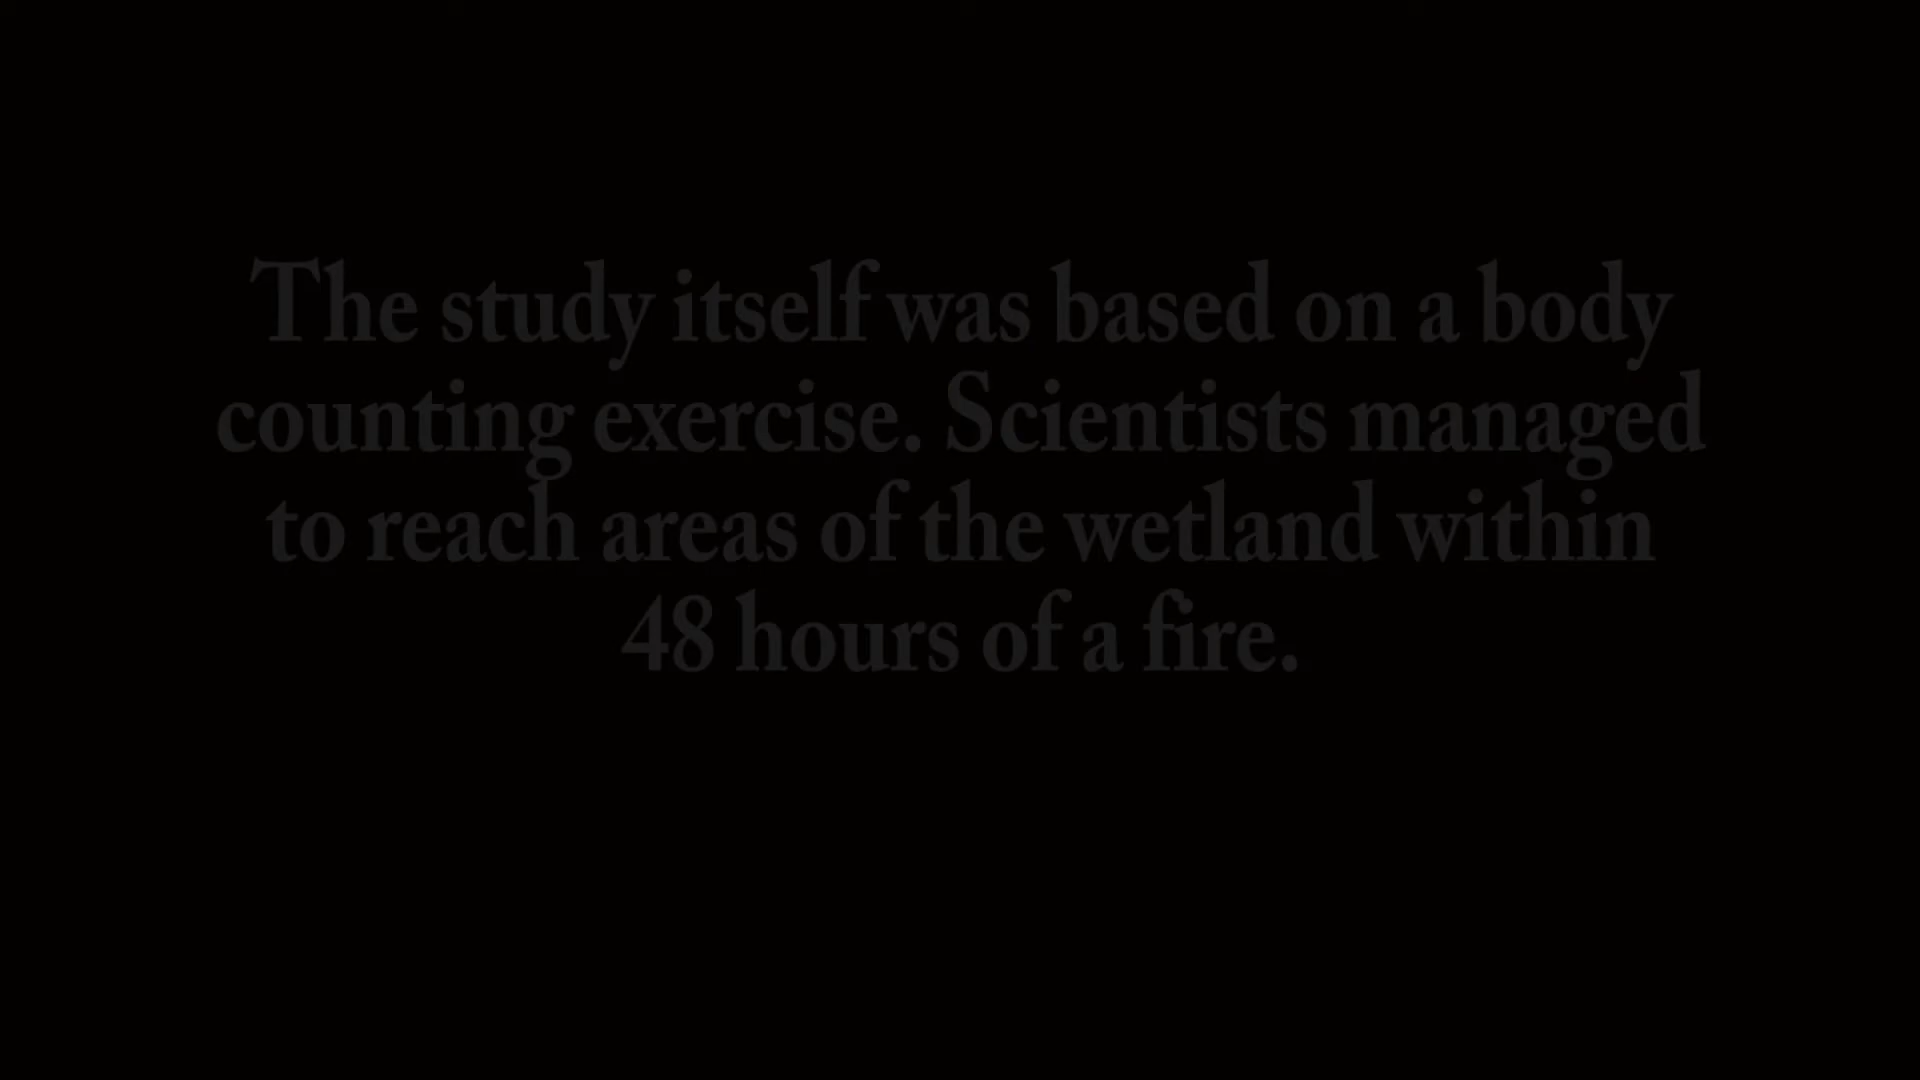 The study itself was based on a body
counting exercise. Scientists managed
to reach areas of the wetland within
48 hours of a fire.